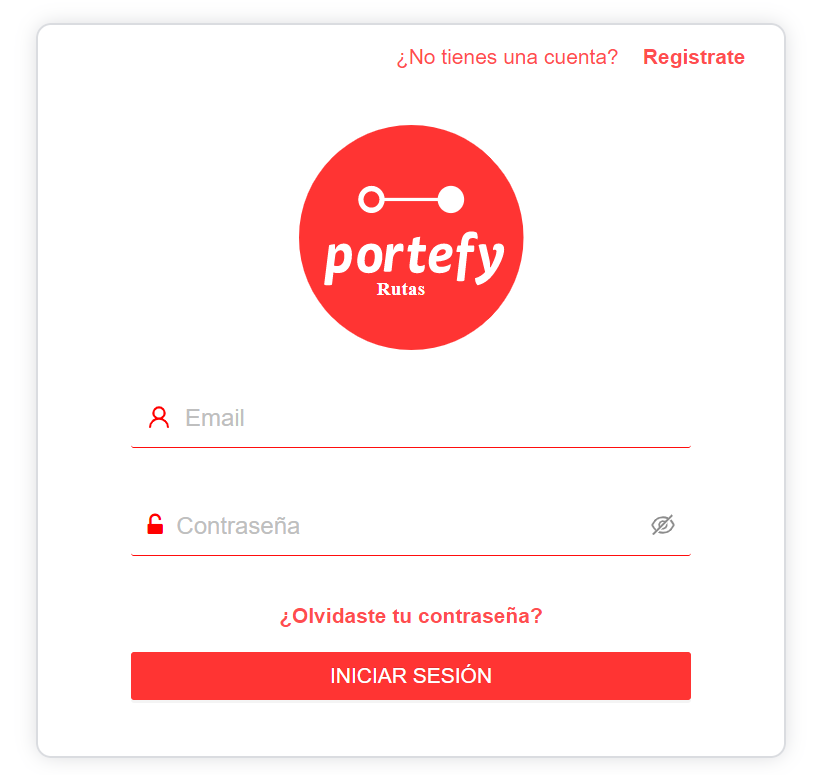 ¿No tienes una cuenta? Registrate
portefy
Rutas
Email
Contraseña
¿Olvidaste tu contraseña?
INICIAR SESIÓN